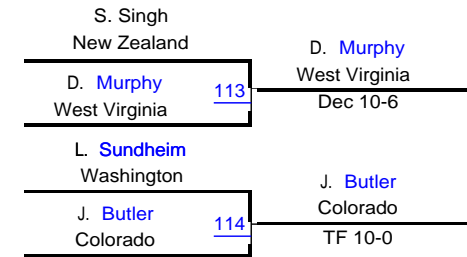 S. Singh
New Zealand
D. Murphy
West Virginia
113
D. Murphy
West Virginia
Dec 10-6
L. Sundheim
Washington
J. Butler
Colorado
114
J. Butler
Colorado
TF 10-0